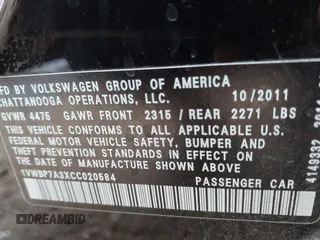 MFD BY VOLKSWAGEN GROUP OF AMERICA
CHATTANOOGA OPERATIONS, LLC. 10/2011
GVWR 4475 GAWR FRONT 2315/REAR 2271 LBS
THIS VEHICLE CONFORMS TO ALL APPLICABLE U.S.
FEDERAL MOTOR VEHICLE SAFETY, BUMPER AND
THEFT PREVENTION STANDARDS IN EFFECT ON THE
DATE OF MANUFACTURE SHOWN ABOVE.
1VWBP7A3XCC020584 PASSENGER CAR
4149382